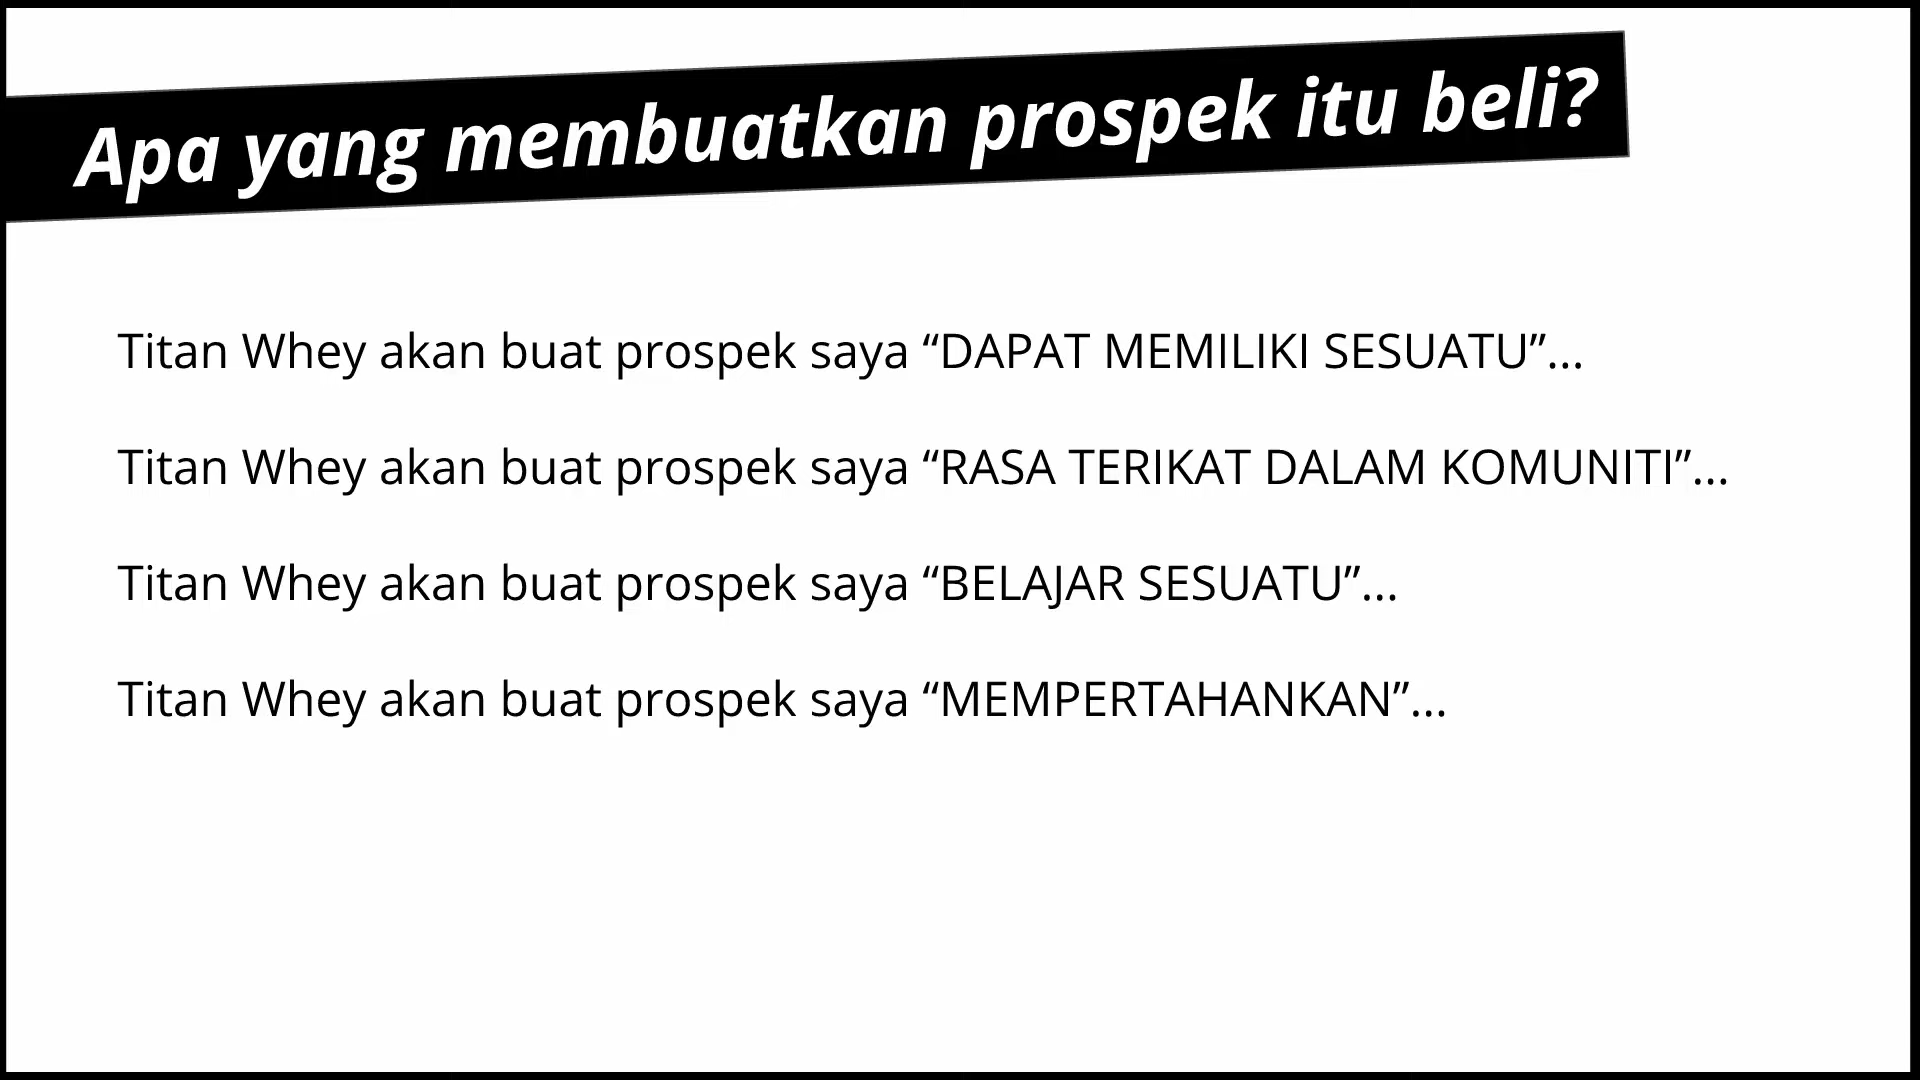 Apa yang membuatkan prospek itu beli?
Titan Whey akan buat prospek saya “DAPAT MEMILIKI SESUATU”...
Titan Whey akan buat prospek saya “RASA TERIKAT DALAM KOMUNITI”...
Titan Whey akan buat prospek saya “BELAJAR SESUATU”...
Titan Whey akan buat prospek saya “MEMPERTAHANKAN”...